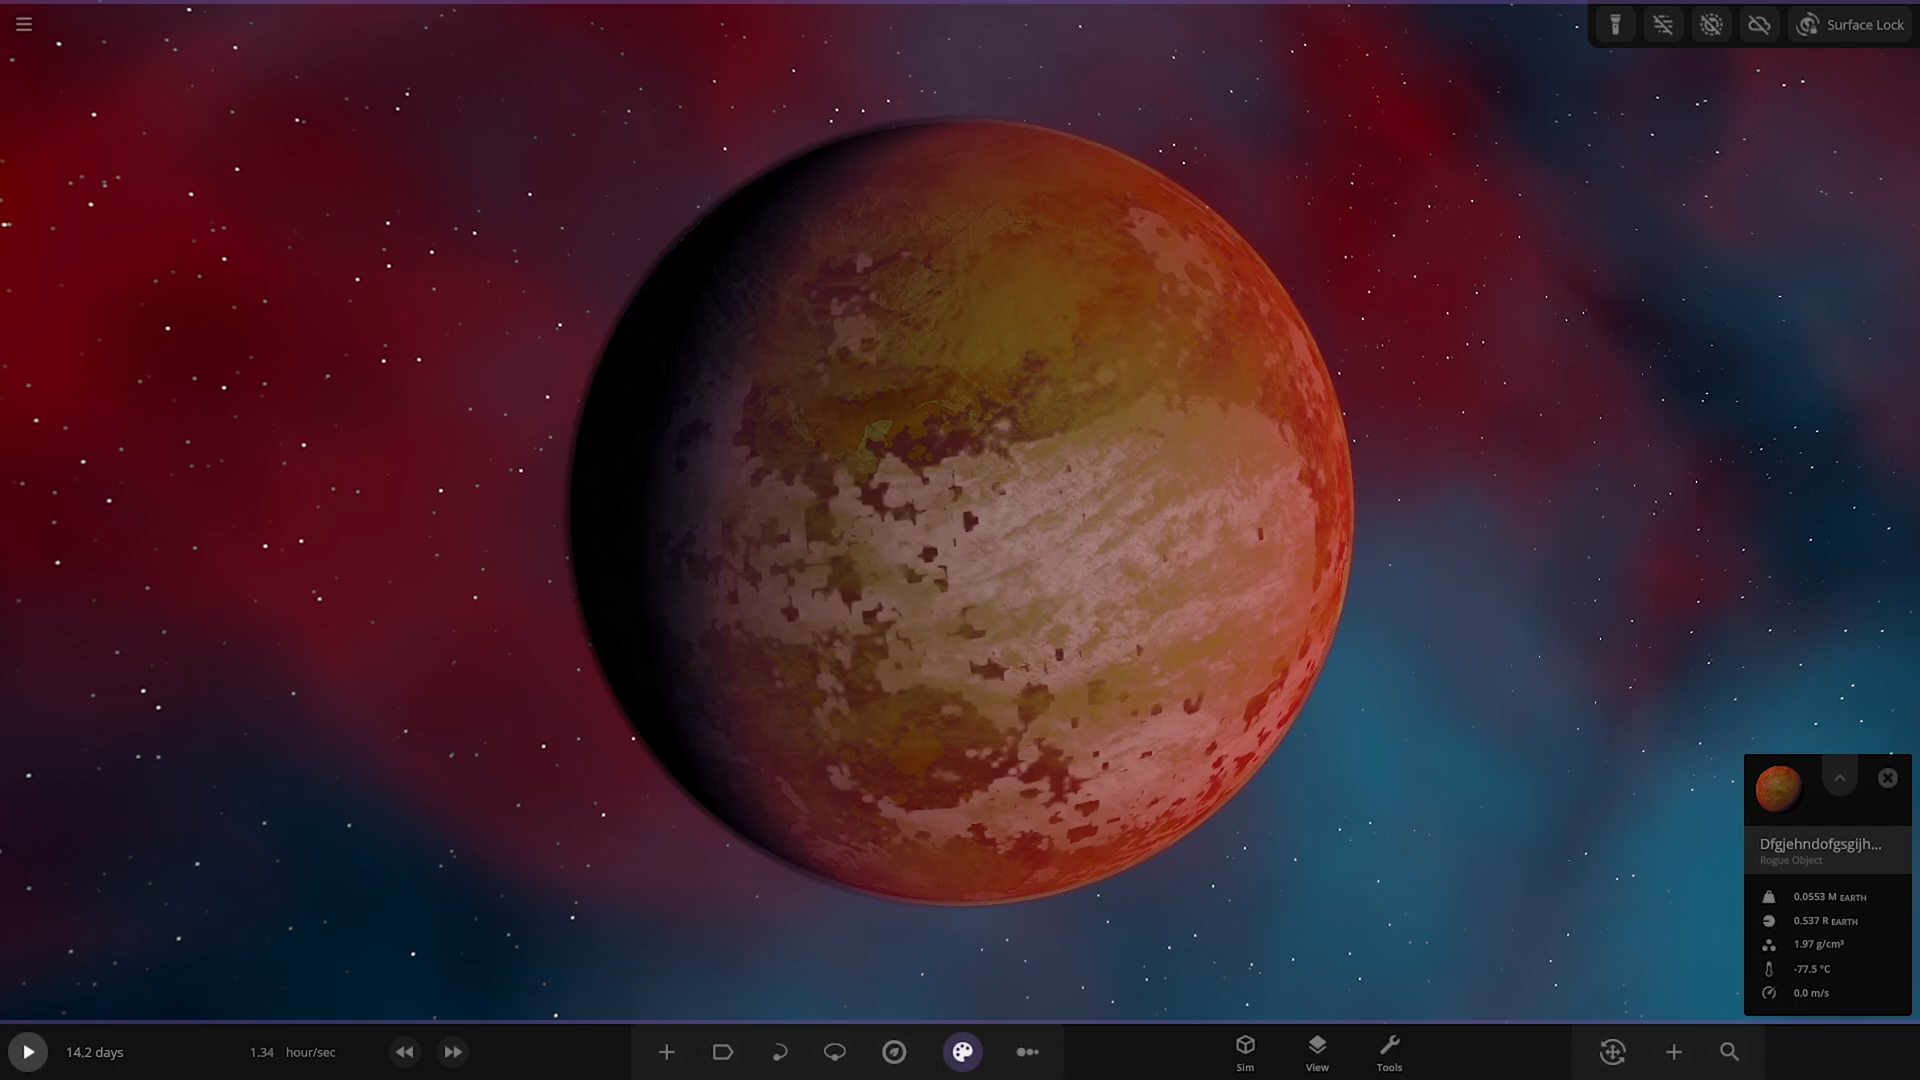 Surface Lock
Dfgjehndofgsgijh...
Rogue Object
0.0553 M EARTH
0.537 R EARTH
1.97 g/cm³
-77.5 °C
0.0 m/s
14.2 days
1.34 hour/sec
Sim
View
Tools